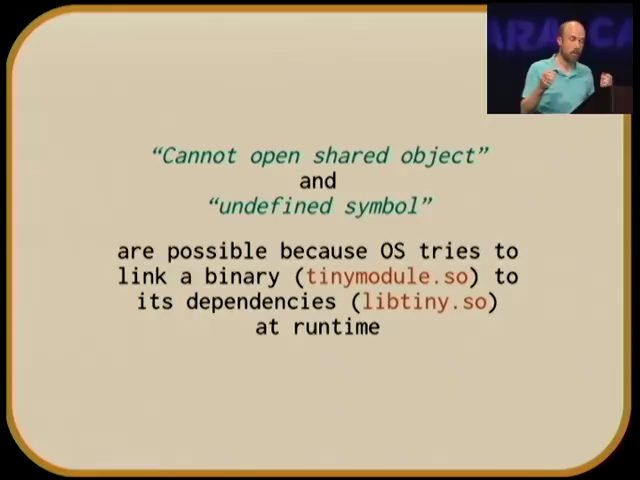 “Cannot open shared object”
and
“undefined symbol”
are possible because OS tries to
link a binary (tinymodule.so) to
its dependencies (libtiny.so)
at runtime